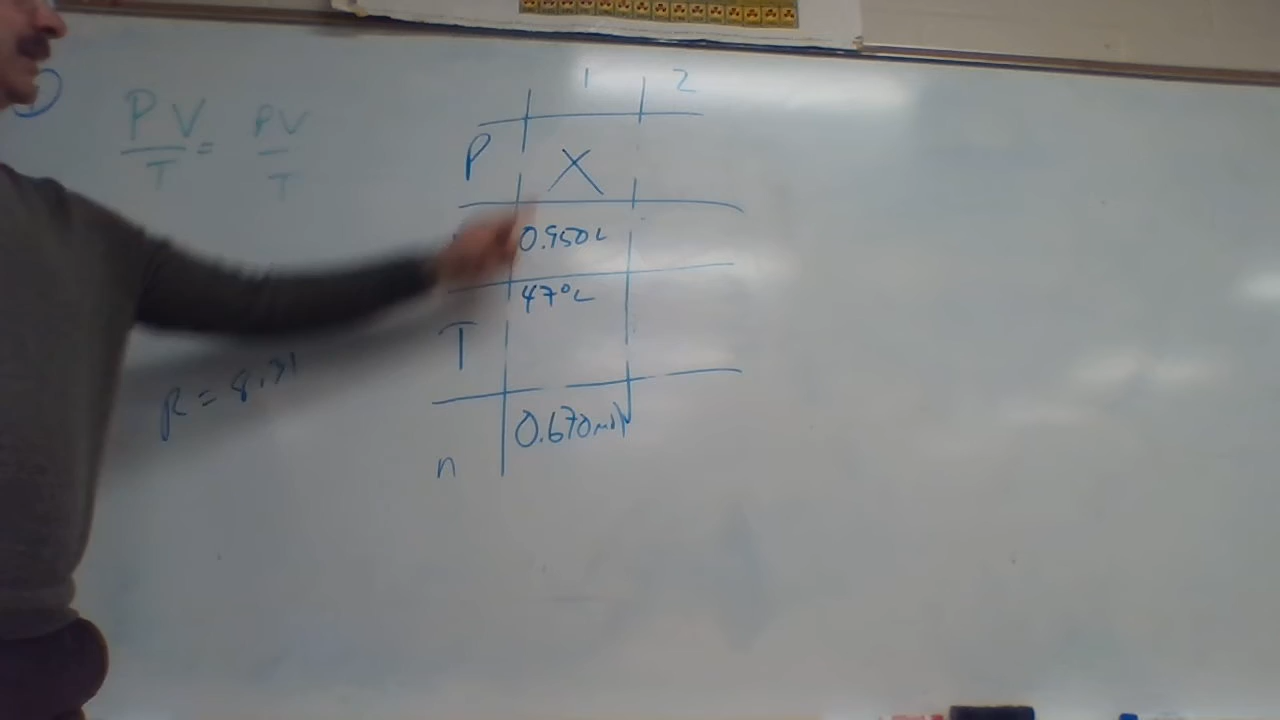 1 2
PV/T = PV/T
P X
0.950L
47°C
T
R = 8.31
0.670mol
n